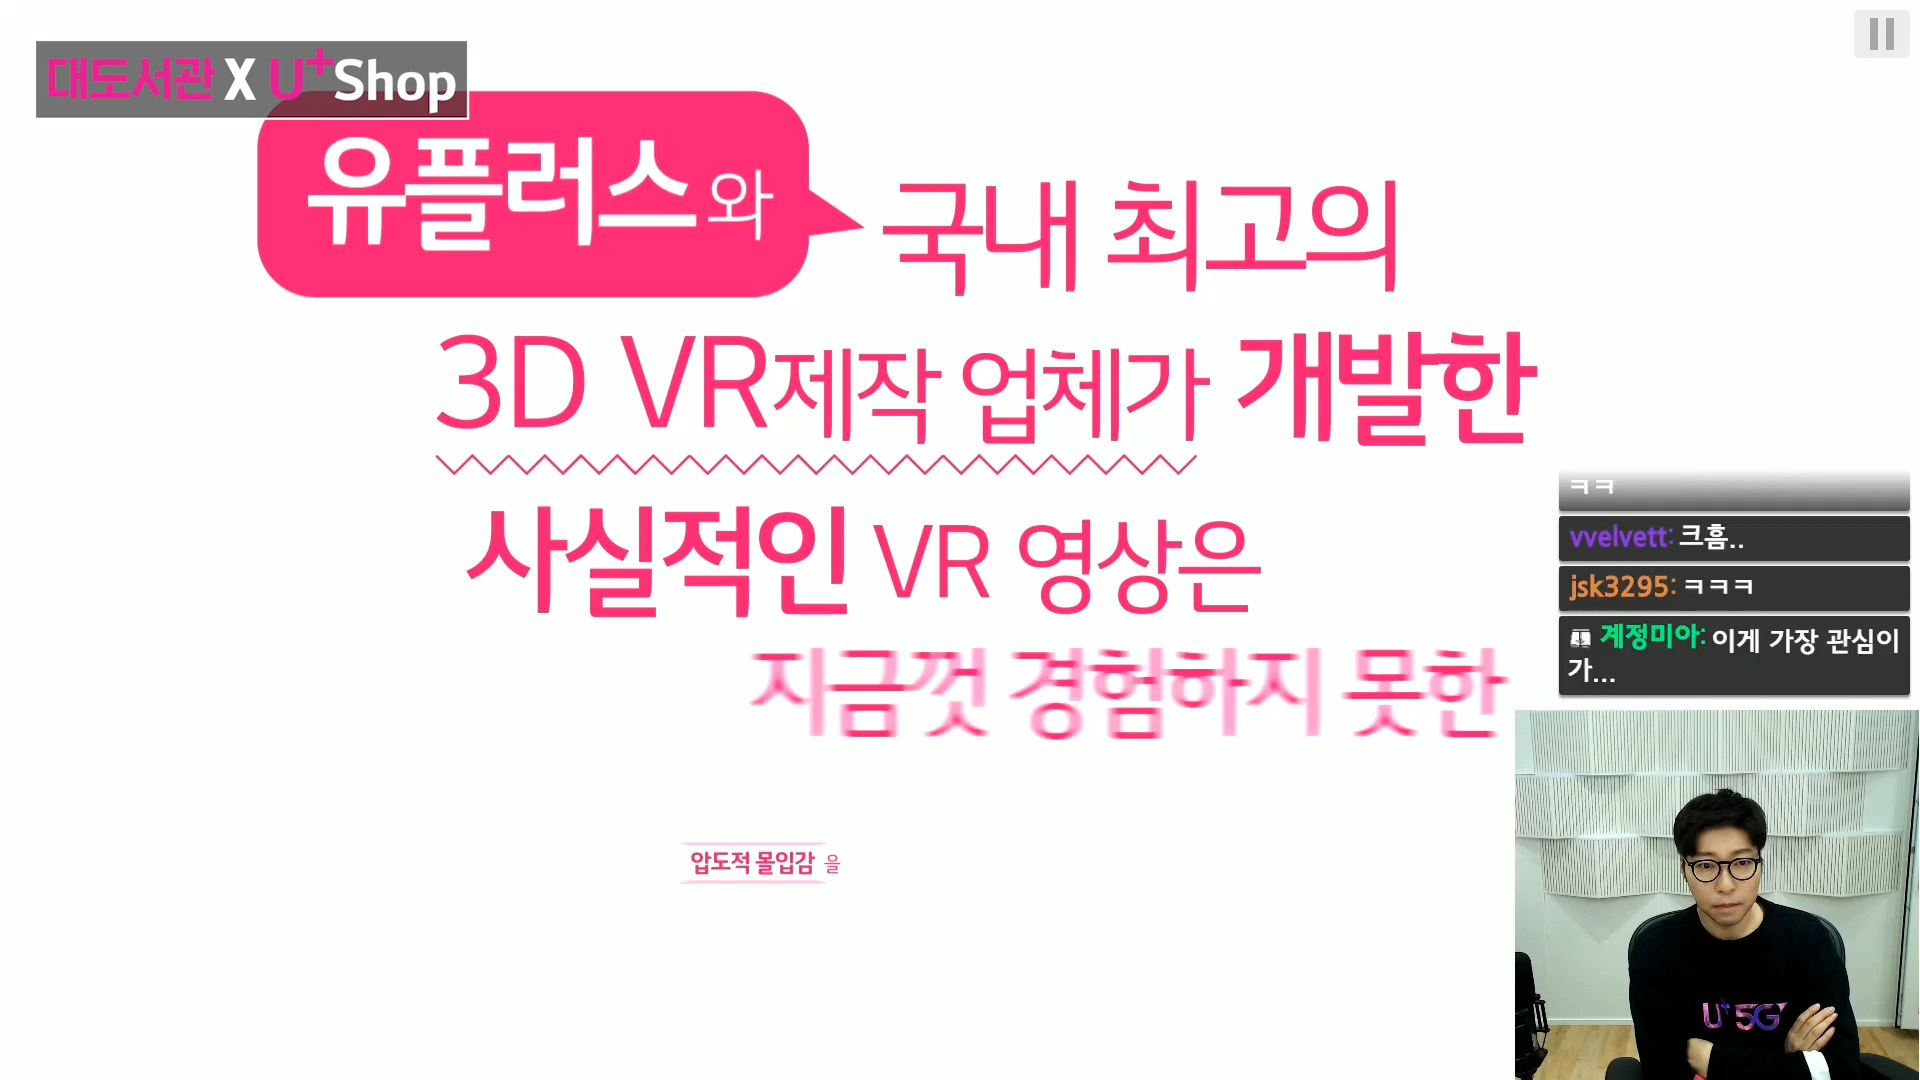 대도서관 X U+Shop
유플러스와 국내 최고의
3D VR제작 업체가 개발한
사실적인 VR 영상은
지금껏 경험하지 못한
압도적 몰입감 을
ㅋㅋ
vvelvett: 크흠..
jsk3295: ㅋㅋㅋ
계정미아: 이게 가장 관심이
가...
U+ 5G